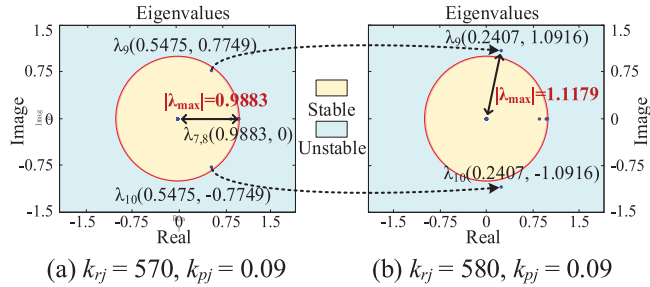 Eigenvalues
λ9(0.5475, 0.7749)
1.5
0.75
0
-0.75
-1.5
Image
Imag
|λmax|=0.9883
λ7,8(0.9883, 0)
λ10(0.5475, -0.7749)
-1.5 -0.75 0 0.75 1.5
Real
(a) krj = 570, kpj = 0.09
Stable
Unstable
Eigenvalues
λ9(0.2407, 1.0916)
|λmax|=1.1179
λ10(0.2407, -1.0916)
1.5
0.75
0
-0.75
-1.5
Image
-1.5 -0.75 0 0.75 1.5
Real
(b) krj = 580, kpj = 0.09